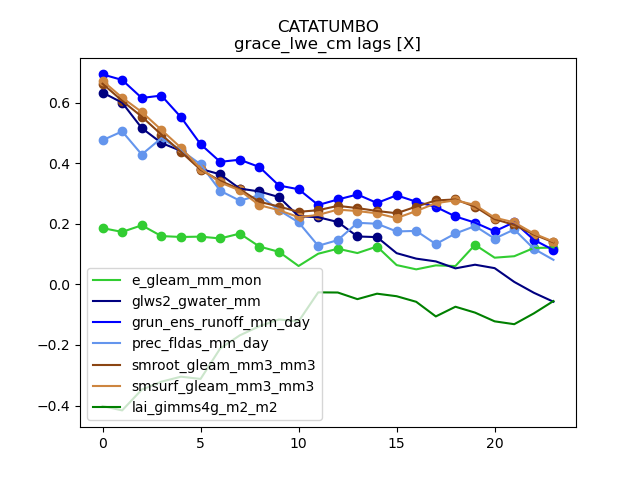 CATATUMBO
grace_lwe_cm lags [X]
0.6
0.4
0.2
0.0
−0.2
−0.4
e_gleam_mm_mon
glws2_gwater_mm
grun_ens_runoff_mm_day
prec_fldas_mm_day
smroot_gleam_mm3_mm3
smsurf_gleam_mm3_mm3
lai_gimms4g_m2_m2
0 5 10 15 20